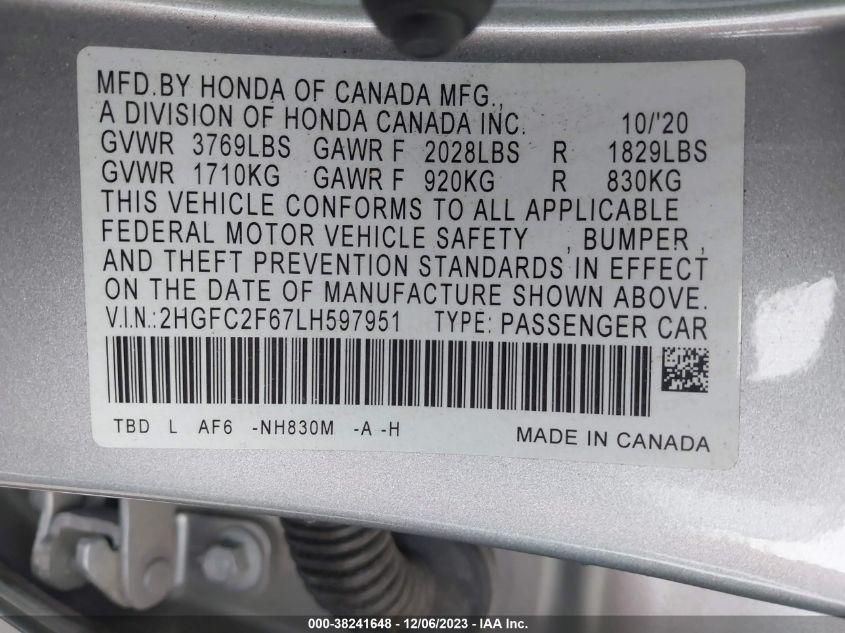 MFD.BY HONDA OF CANADA MFG.,
A DIVISION OF HONDA CANADA INC. 10/'20
GVWR 3769LBS GAWR F 2028LBS R 1829LBS
GVWR 1710KG GAWR F 920KG R 830KG
THIS VEHICLE CONFORMS TO ALL APPLICABLE
FEDERAL MOTOR VEHICLE SAFETY , BUMPER ,
AND THEFT PREVENTION STANDARDS IN EFFECT
ON THE DATE OF MANUFACTURE SHOWN ABOVE.
V.I.N.:2HGFC2F67LH597951 TYPE: PASSENGER CAR
TBD L AF6 -NH830M -A -H MADE IN CANADA
000-38241648 - 12/06/2023 - IAA Inc.